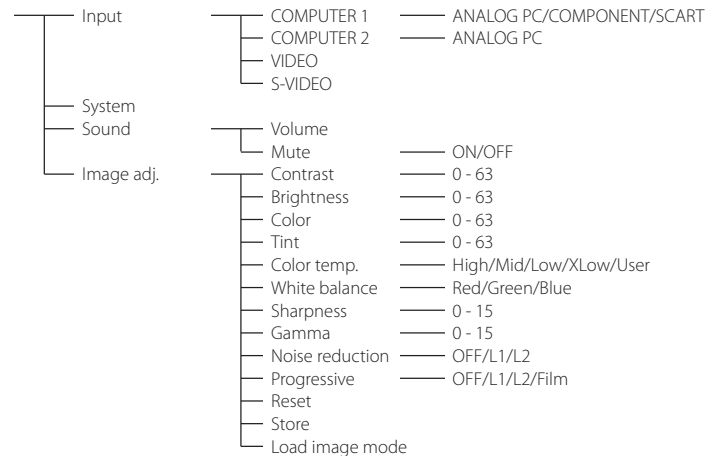 Input COMPUTER 1 ANALOG PC/COMPONENT/SCART
COMPUTER 2 ANALOG PC
VIDEO
S-VIDEO
System
Sound Volume
Mute ON/OFF
Image adj. Contrast 0 - 63
Brightness 0 - 63
Color 0 - 63
Tint 0 - 63
Color temp. High/Mid/Low/XLow/User
White balance Red/Green/Blue
Sharpness 0 - 15
Gamma 0 - 15
Noise reduction OFF/L1/L2
Progressive OFF/L1/L2/Film
Reset
Store
Load image mode